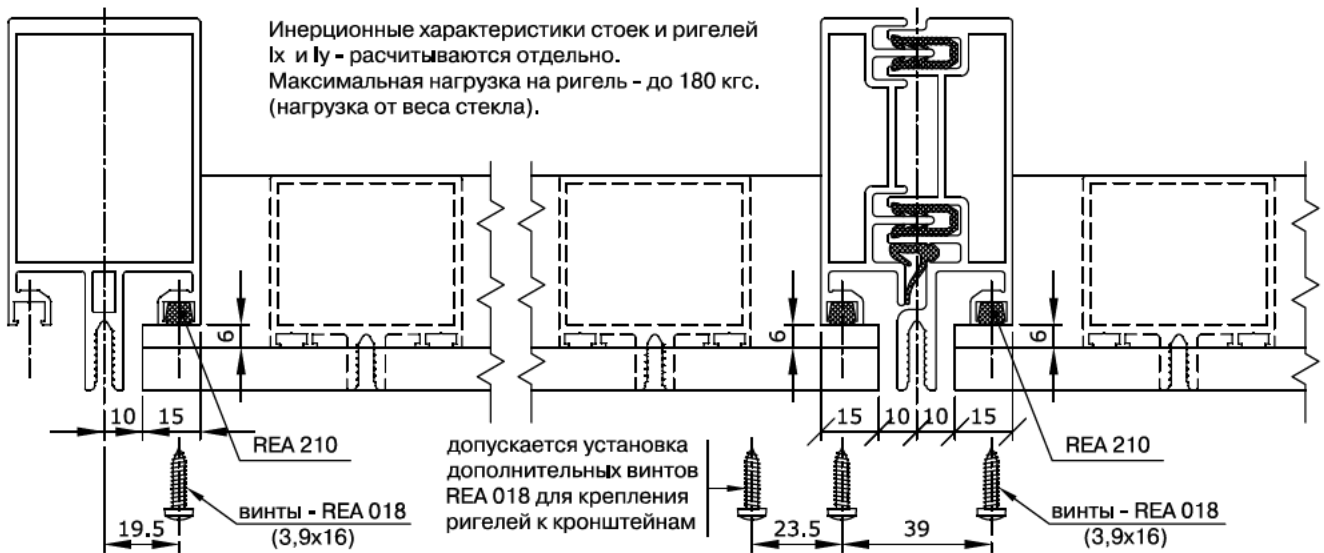 Инерционные характеристики стоек и ригелей
Ix и Iy - расчитываются отдельно.
Максимальная нагрузка на ригель - до 180 кгс.
(нагрузка от веса стекла).
6
6
6
10
15
15
10
10
15
REA 210
REA 210
допускается установка
дополнительных винтов
REA 018 для крепления
ригелей к кронштейнам
винты - REA 018
(3,9x16)
винты - REA 018
(3,9x16)
19.5
23.5
39